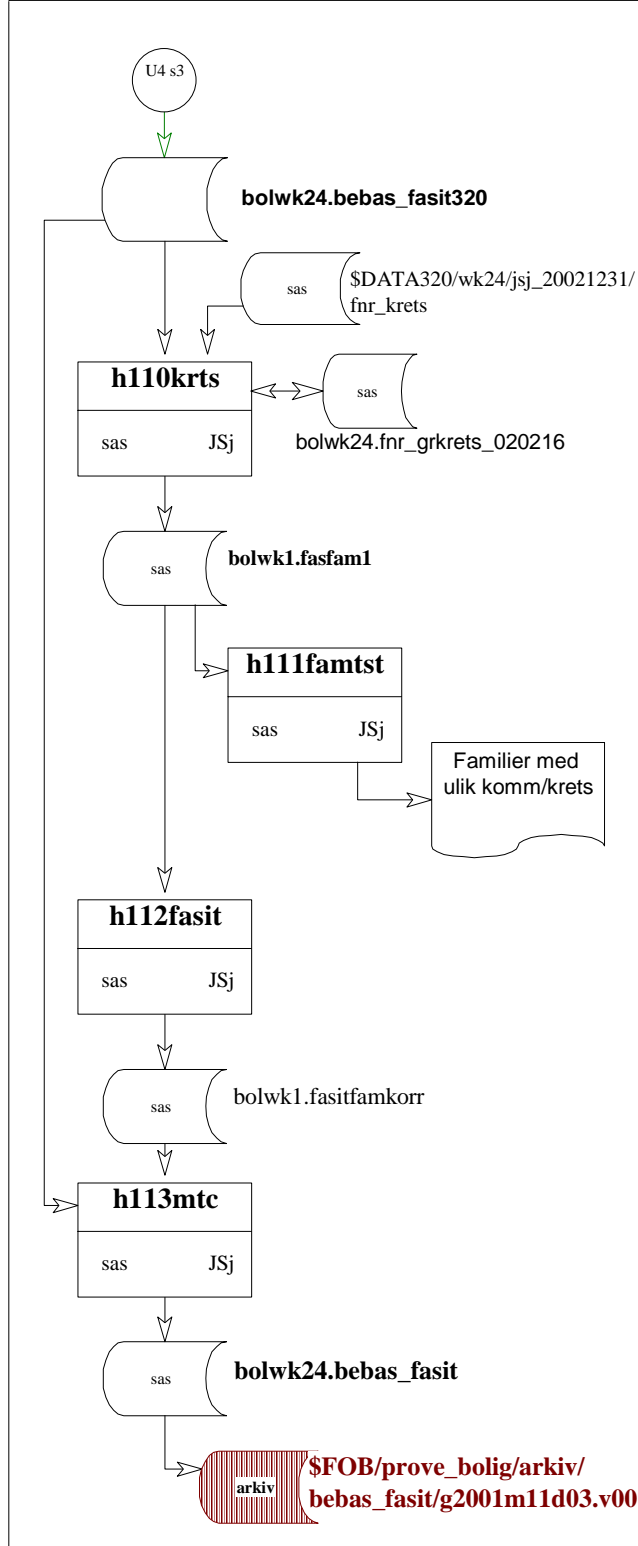 U4 s3
bolwk24.bebas_fasit320
sas
$DATA320/wk24/jsj_20021231/
fnr_krets
h110krts
sas JSj
sas
bolwk24.fnr_grkrets_020216
sas
bolwk1.fasfam1
h111famtst
sas JSj
Familier med
ulik komm/krets
h112fasit
sas JSj
sas
bolwk1.fasitfamkorr
h113mtc
sas JSj
sas
bolwk24.bebas_fasit
arkiv
$FOB/prove_bolig/arkiv/
bebas_fasit/g2001m11d03.v00